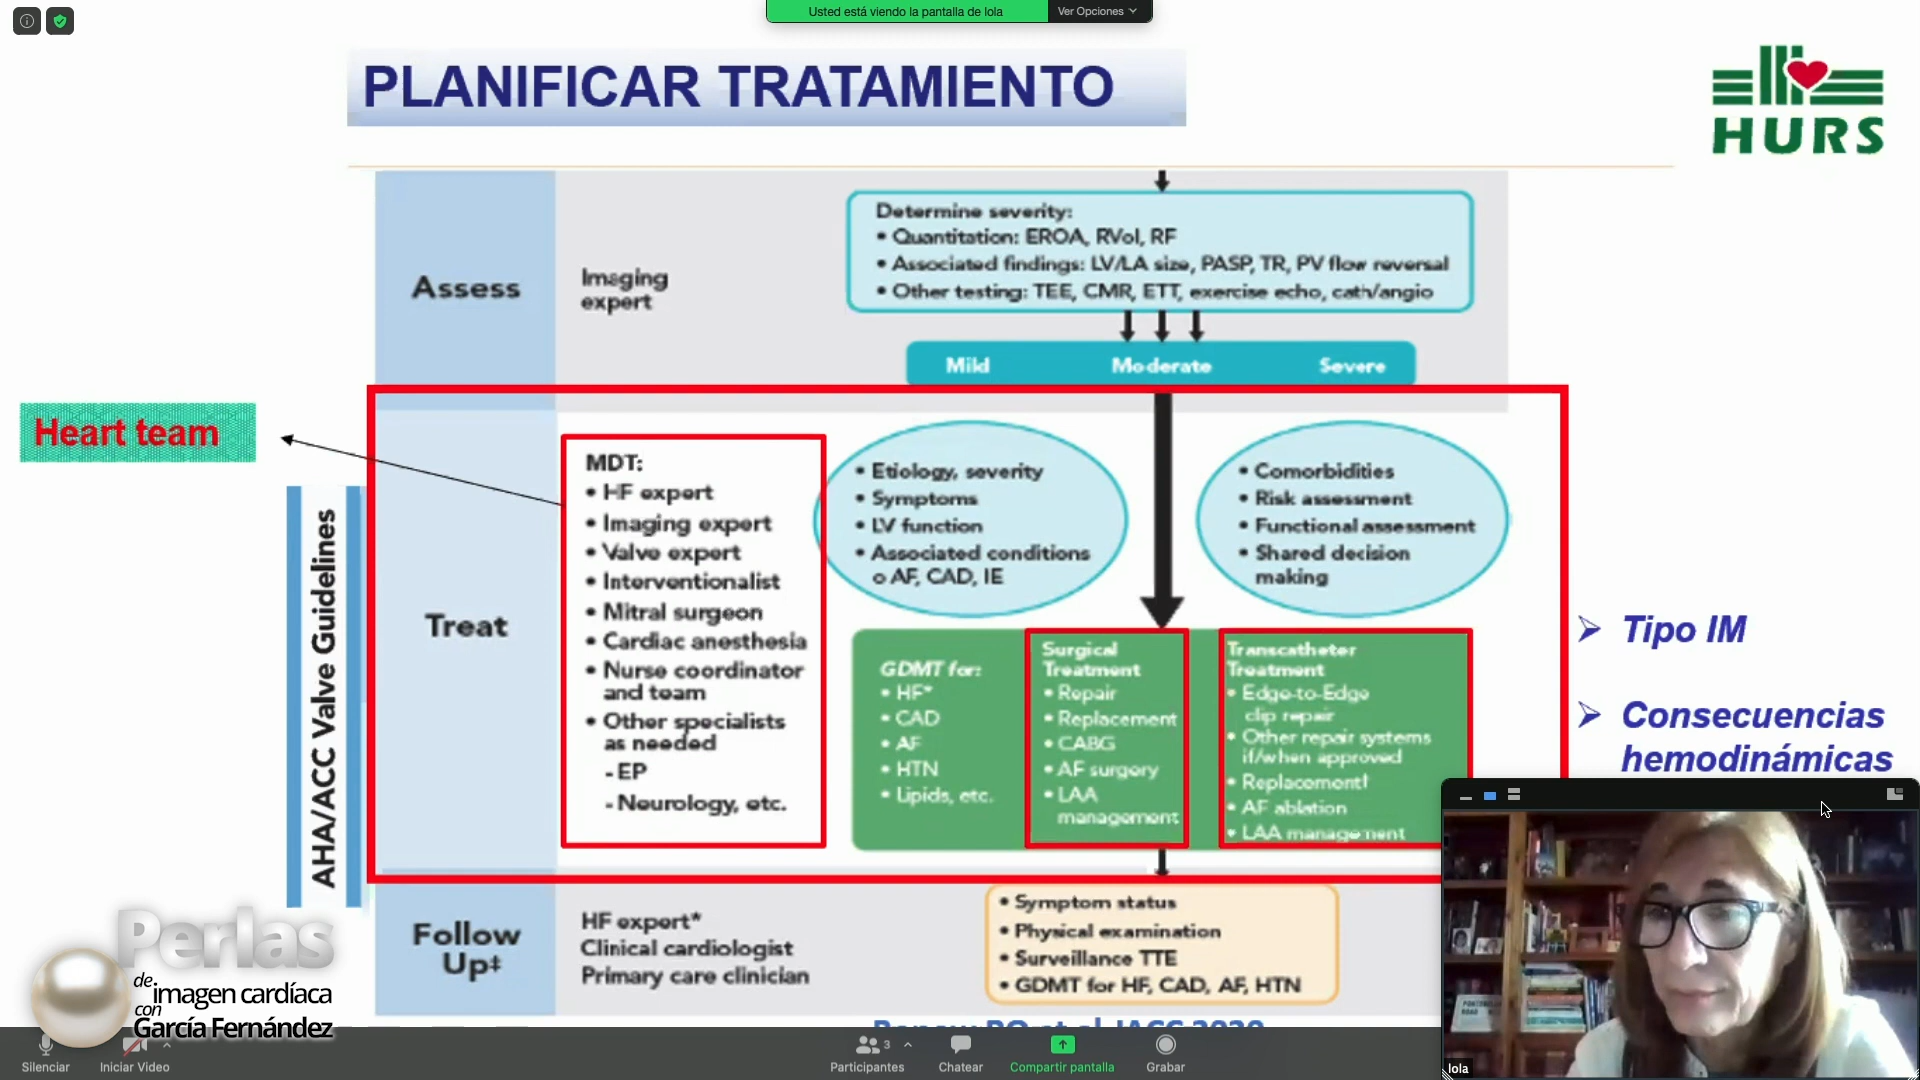 Usted está viendo la pantalla de lola
Ver Opciones
PLANIFICAR TRATAMIENTO
HURS
Assess
Imaging
expert
Determine severity:
• Quantitation: EROA, RVol, RF
• Associated findings: LV/LA size, PASP, TR, PV flow reversal
• Other testing: TEE, CMR, ETT, exercise echo, cath/angio
Mild Moderate Severe
Heart team
AHA/ACC Valve Guidelines
Treat
MDT:
• HF expert
• Imaging expert
• Valve expert
• Interventionalist
• Mitral surgeon
• Cardiac anesthesia
• Nurse coordinator
and team
• Other specialists
as needed
- EP
- Neurology, etc.
• Etiology, severity
• Symptoms
• LV function
• Associated conditions
o AF, CAD, IE
• Comorbidities
• Risk assessment
• Functional assessment
• Shared decision
making
GDMT for:
• HF*
• CAD
• AF
• HTN
• Lipids, etc.
Surgical
Treatment
• Repair
• Replacement
• CABG
• AF surgery
• LAA
management
Transcatheter
Treatment
• Edge-to-Edge
clip repair
• Other repair systems
if/when approved
• Replacement†
• AF ablation
• LAA management
➢ Tipo IM
➢ Consecuencias
hemodinámicas
Follow
Up‡
HF expert*
Clinical cardiologist
Primary care clinician
• Symptom status
• Physical examination
• Surveillance TTE
• GDMT for HF, CAD, AF, HTN
Perlas
de
imagen cardíaca
con
García Fernández
Bonow RO et al JACC 2020
Silenciar
Iniciar Video
3
Participantes
Chatear
Compartir pantalla
Grabar
lola